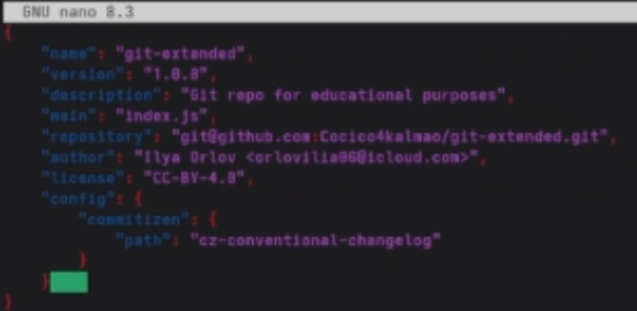 GNU nano 8.3
{
"name": "git-extended",
"version": "1.0.0",
"description": "Git repo for educational purposes",
"main": "index.js",
"repository": "git@github.com:Cocico4kalmao/git-extended.git",
"author": "Ilya Orlov <orlovilia06@icloud.com>",
"license": "CC-BY-4.0",
"config": {
"commitizen": {
"path": "cz-conventional-changelog"
}
}
}